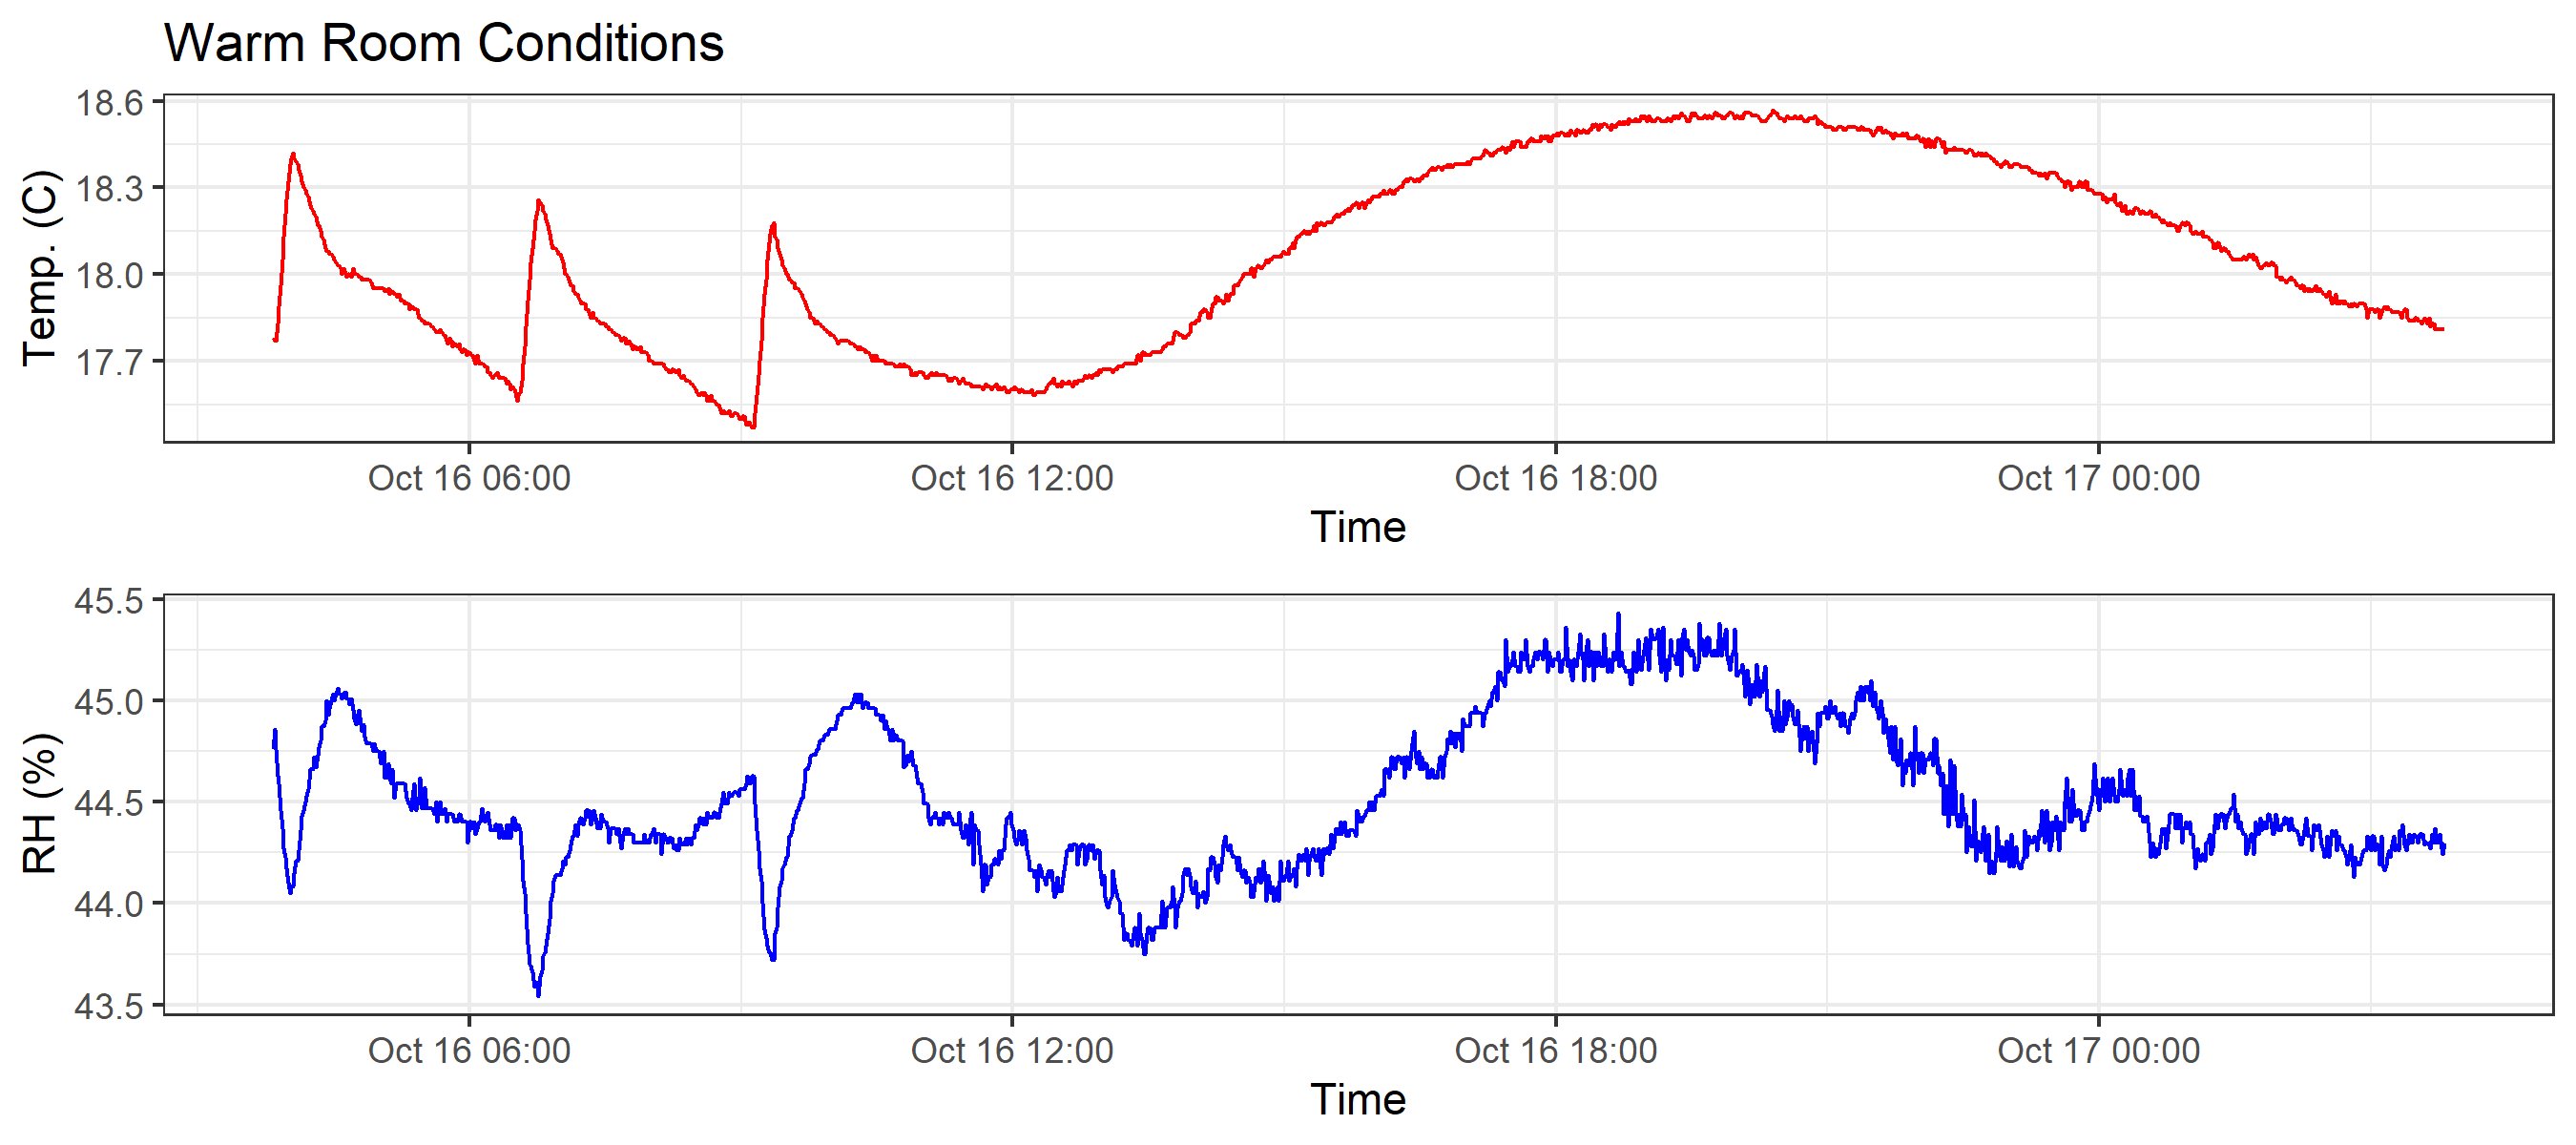 Warm Room Conditions
18.6
18.3
18.0
17.7
Temp. (C)
Oct 16 06:00 Oct 16 12:00 Oct 16 18:00 Oct 17 00:00
Time
45.5
45.0
44.5
44.0
43.5
RH (%)
Oct 16 06:00 Oct 16 12:00 Oct 16 18:00 Oct 17 00:00
Time